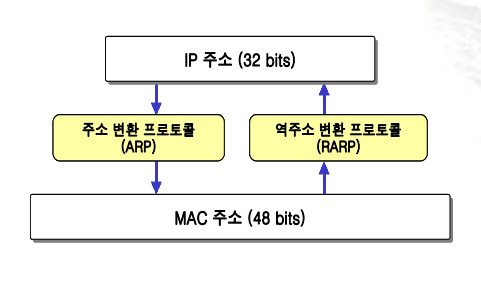 IP 주소 (32 bits)
주소 변환 프로토콜
(ARP)
역주소 변환 프로토콜
(RARP)
MAC 주소 (48 bits)